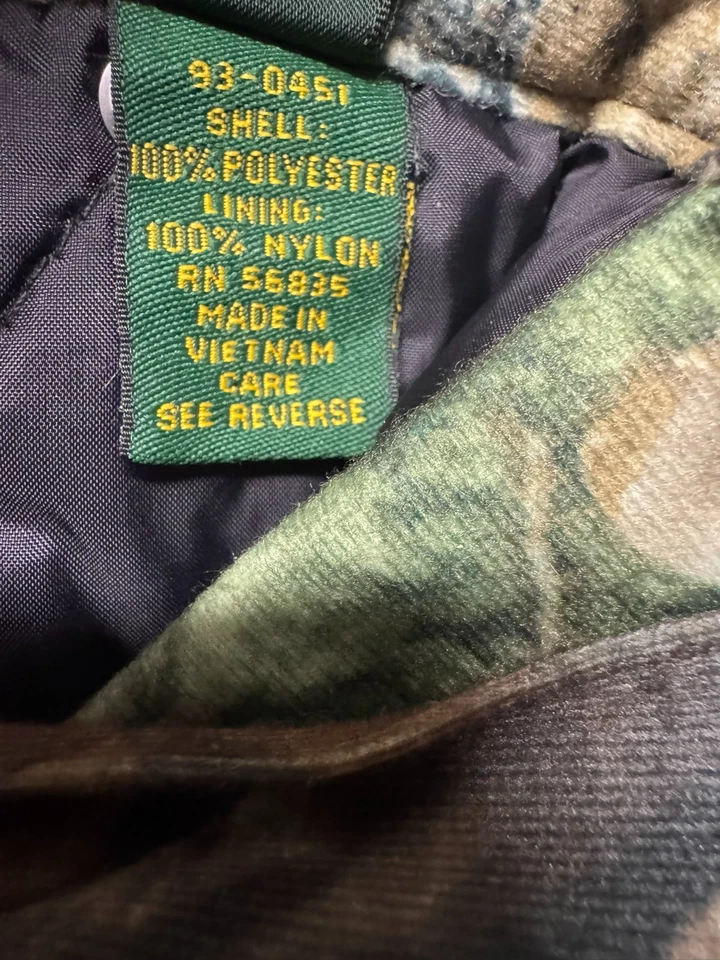 93-0451
SHELL:
100% POLYESTER
LINING:
100% NYLON
RN 56835
MADE IN
VIETNAM
CARE
SEE REVERSE